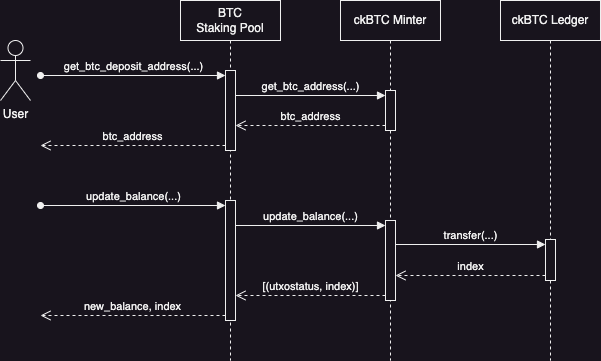 BTC
Staking Pool
ckBTC Minter
ckBTC Ledger
User
get_btc_deposit_address(...)
get_btc_address(...)
btc_address
btc_address
update_balance(...)
update_balance(...)
transfer(...)
index
[(utxostatus, index)]
new_balance, index